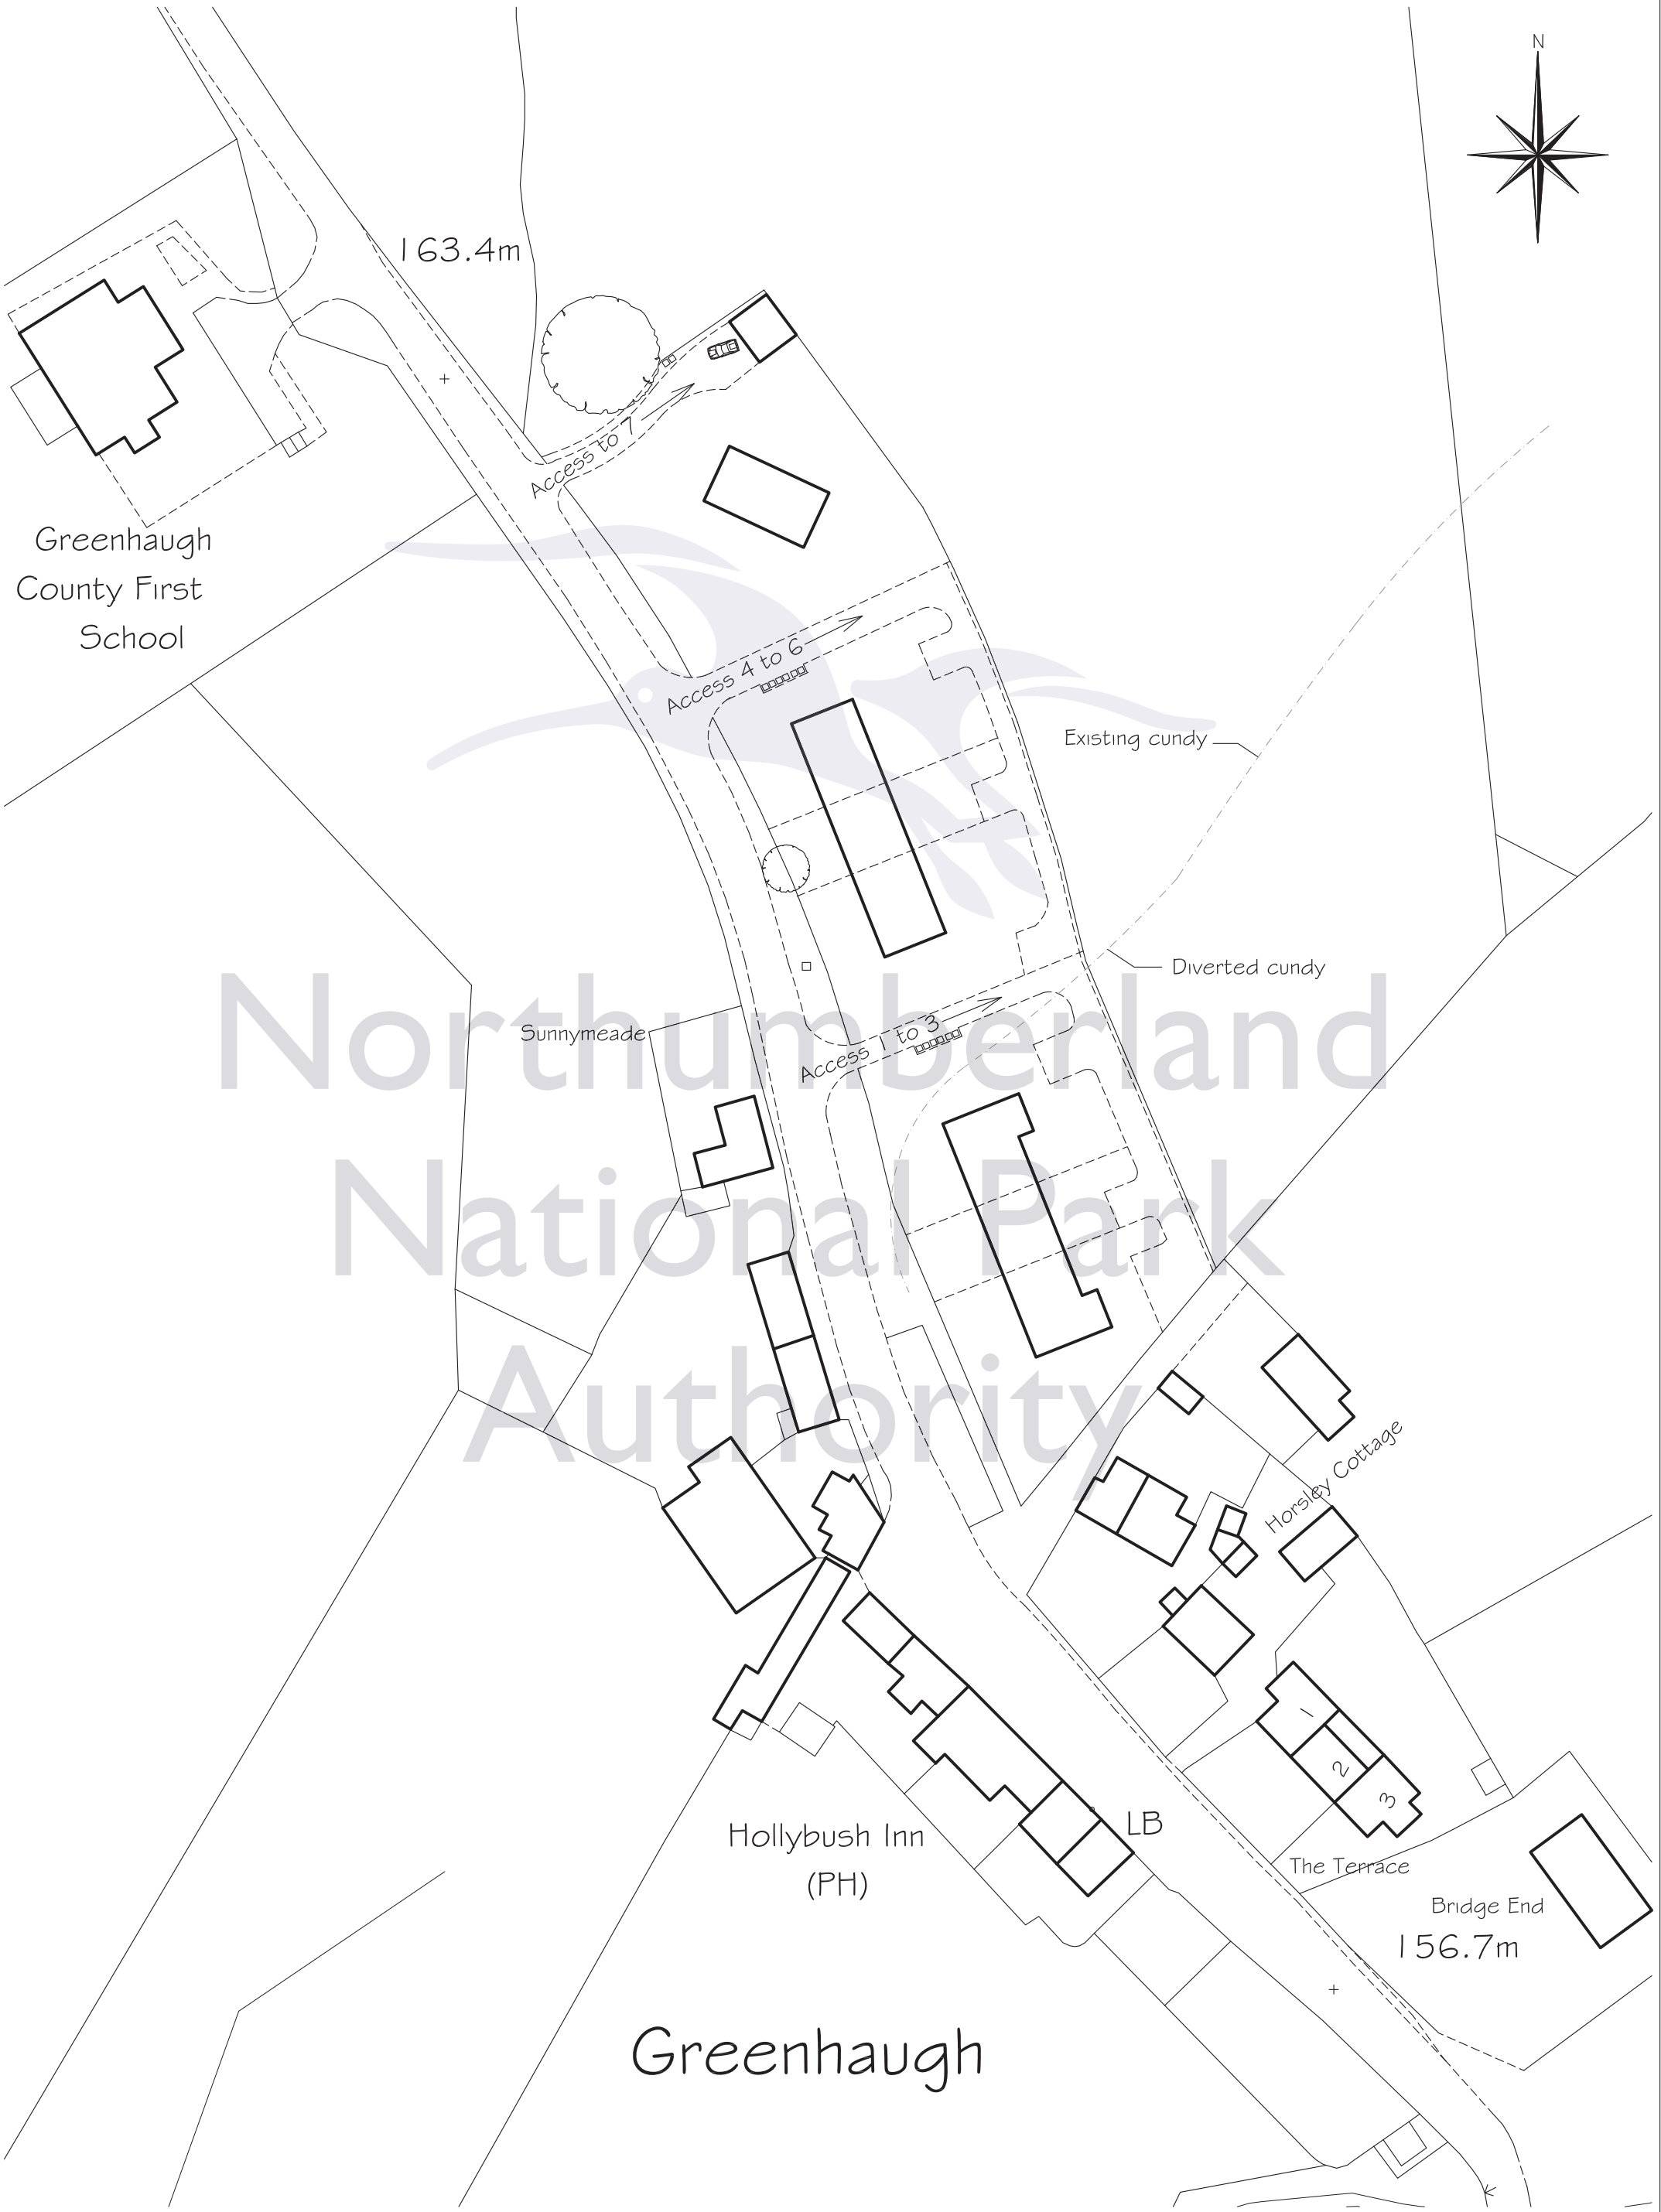 N
163.4m
Access to 7
Greenhaugh
County First
School
Access 4 to 6
Existing cundy
Diverted cundy
Northumberland
Sunnymeade
Access 1 to 3
National Park
Authority
Horsley Cottage
1
2
3
LB
Hollybush Inn
(PH)
The Terrace
Bridge End
156.7m
Greenhaugh